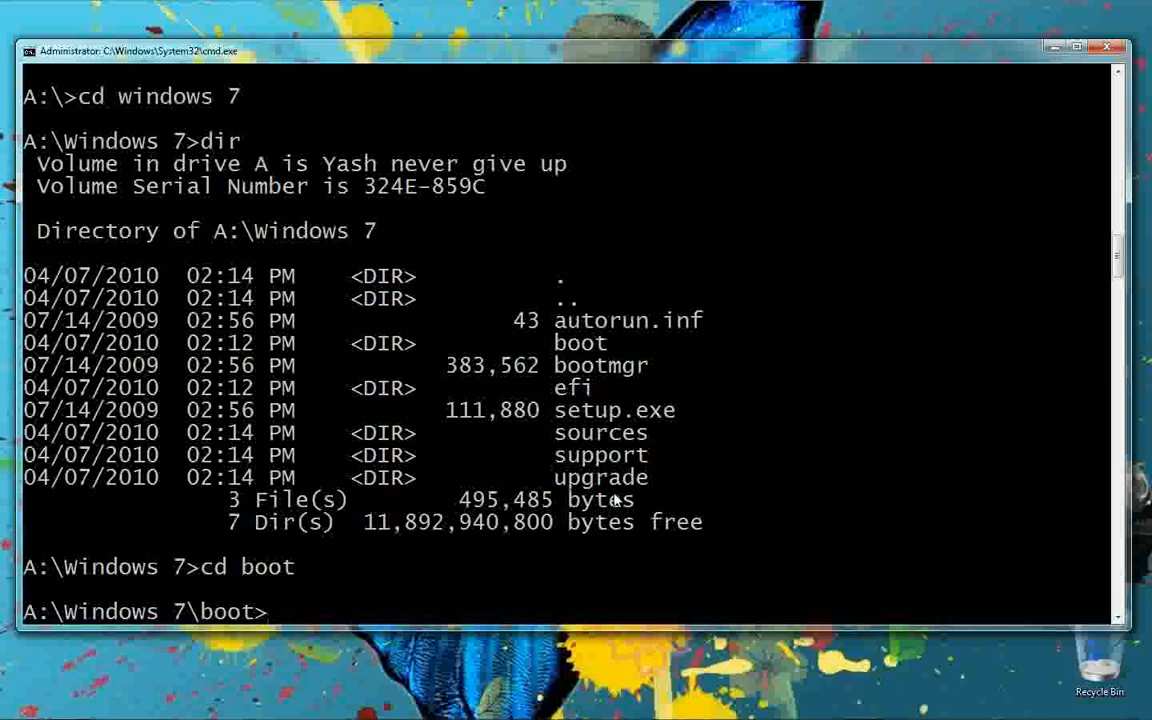 Administrator: C:\Windows\System32\cmd.exe
A:\>cd windows 7
A:\Windows 7>dir
Volume in drive A is Yash never give up
Volume Serial Number is 324E-859C
Directory of A:\Windows 7
04/07/2010 02:14 PM <DIR> .
04/07/2010 02:14 PM <DIR> ..
07/14/2009 02:56 PM 43 autorun.inf
04/07/2010 02:12 PM <DIR> boot
07/14/2009 02:56 PM 383,562 bootmgr
04/07/2010 02:12 PM <DIR> efi
07/14/2009 02:56 PM 111,880 setup.exe
04/07/2010 02:14 PM <DIR> sources
04/07/2010 02:14 PM <DIR> support
04/07/2010 02:14 PM <DIR> upgrade
3 File(s) 495,485 bytes
7 Dir(s) 11,892,940,800 bytes free
A:\Windows 7>cd boot
A:\Windows 7\boot>
Recycle Bin